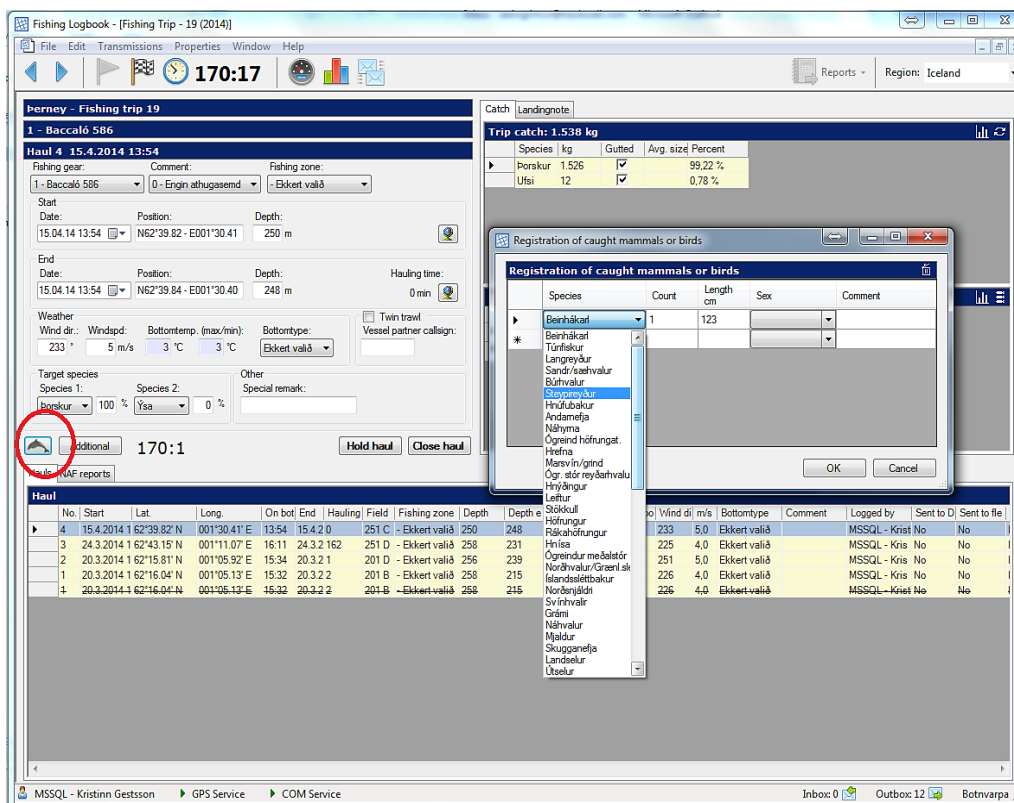 Fishing Logbook - [Fishing Trip - 19 (2014)]
File Edit Transmissions Properties Window Help
170:17 Reports Region: Iceland
Þerney - Fishing trip 19
1 - Baccaló 586
Haul 4 15.4.2014 13:54
Fishing gear: Comment: Fishing zone:
1 - Baccaló 586 0 - Engin athugasemd - Ekkert valið
Start
Date: Position: Depth:
15.04.14 13:54 N62°39.82 - E001°30.41 250 m
End
Date: Position: Depth: Hauling time:
15.04.14 13:54 N62°39.84 - E001°30.40 248 m 0 min
Weather Twin trawl
Wind dir.: Windspd: Bottomtemp. (max/min): Bottomtype: Vessel partner callsign:
233 ° 5 m/s 3 °C 3 °C Ekkert valið
Target species Other
Species 1: Species 2: Special remark:
Þorskur 100 % Ýsa 0 %
Additional 170:1 Hold haul Close haul
Catch Landingnote
Trip catch: 1.538 kg
Species kg Gutted Avg. size Percent
Þorskur 1.526 99,22 %
Ufsi 12 0,78 %
Registration of caught mammals or birds
Registration of caught mammals or birds
Species Count Length cm Sex Comment
Beinhákarl 1 123
Beinhákarl
Túnfiskur
Langreyður
Sandr/sæhvalur
Búrhvalur
Steypireyður
Hnúfubakur
Andarnefja
Náhyrna
Ógreind höfrungat.
Hrefna
Marsvín/grind
Ógr. stór reyðarhvalu
Hnýðingur
Leiftur
Stökkull
Höfrungur
Rákahöfrungur
Hnísa
Ógreindur meðalstór
Norðhvalur/Grænl.sle
Íslandssléttbakur
Norðsnjáldri
Svínhvalir
Grámi
Náhvalur
Mjaldur
Skugganefja
Landselur
Útselur
OK Cancel
Hauls NAF reports
Haul
No. Start Lat. Long. On bot End Hauling Field Fishing zone Depth Depth e Wind di m/s Bottomtype Comment Logged by Sent to D Sent to fle
4 15.4.2014 1 62°39.82' N 001°30.41' E 13:54 15.4.2 0 251 C - Ekkert valið 250 248 233 5,0 Ekkert valið MSSQL - Krist No No
3 24.3.2014 1 62°43.15' N 001°11.07' E 16:11 24.3.2 162 251 D - Ekkert valið 258 231 225 4,0 Ekkert valið MSSQL - Kris No No
2 20.3.2014 1 62°15.81' N 001°05.92' E 15:34 20.3.2 1 201 D - Ekkert valið 256 239 251 5,0 Ekkert valið MSSQL - Kris No No
1 20.3.2014 1 62°16.04' N 001°05.13' E 15:32 20.3.2 2 201 B - Ekkert valið 258 215 226 4,0 Ekkert valið MSSQL - Kris No No
1 20.3.2014 1 62°16.04' N 001°05.13' E 15:32 20.3.2 2 201 B - Ekkert valið 258 215 226 4,0 Ekkert valið MSSQL - Krist No No
MSSQL - Kristinn Gestsson GPS Service COM Service Inbox: 0 Outbox: 12 Botnvarpa